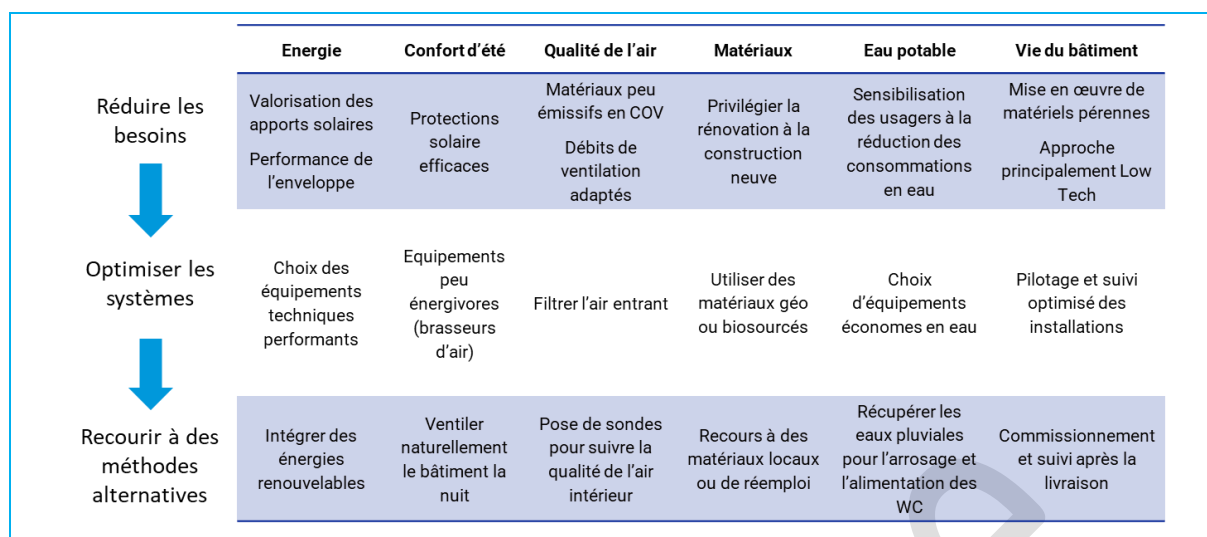 Energie
Confort d'été
Qualité de l'air
Matériaux
Eau potable
Vie du bâtiment
Réduire les
besoins
Valorisation des
apports solaires
Performance de
l'enveloppe
Protections
solaire
efficaces
Matériaux peu
émissifs en COV
Débits de
ventilation
adaptés
Privilégier la
rénovation à la
construction
neuve
Sensibilisation
des usagers à la
réduction des
consommations
en eau
Mise en œuvre de
matériels pérennes
Approche
principalement Low
Tech
Optimiser les
systèmes
Choix des
équipements
techniques
performants
Equipements
peu
énergivores
(brasseurs
d'air)
Filtrer l'air entrant
Utiliser des
matériaux géo
ou biosourcés
Choix
d'équipements
économes en eau
Pilotage et suivi
optimisé des
installations
Recourir à des
méthodes
alternatives
Intégrer des
énergies
renouvelables
Ventiler
naturellement
le bâtiment la
nuit
Pose de sondes
pour suivre la
qualité de l'air
intérieur
Recours à des
matériaux locaux
ou de réemploi
Récupérer les
eaux pluviales
pour l'arrosage et
l'alimentation des
WC
Commissionnement
et suivi après la
livraison